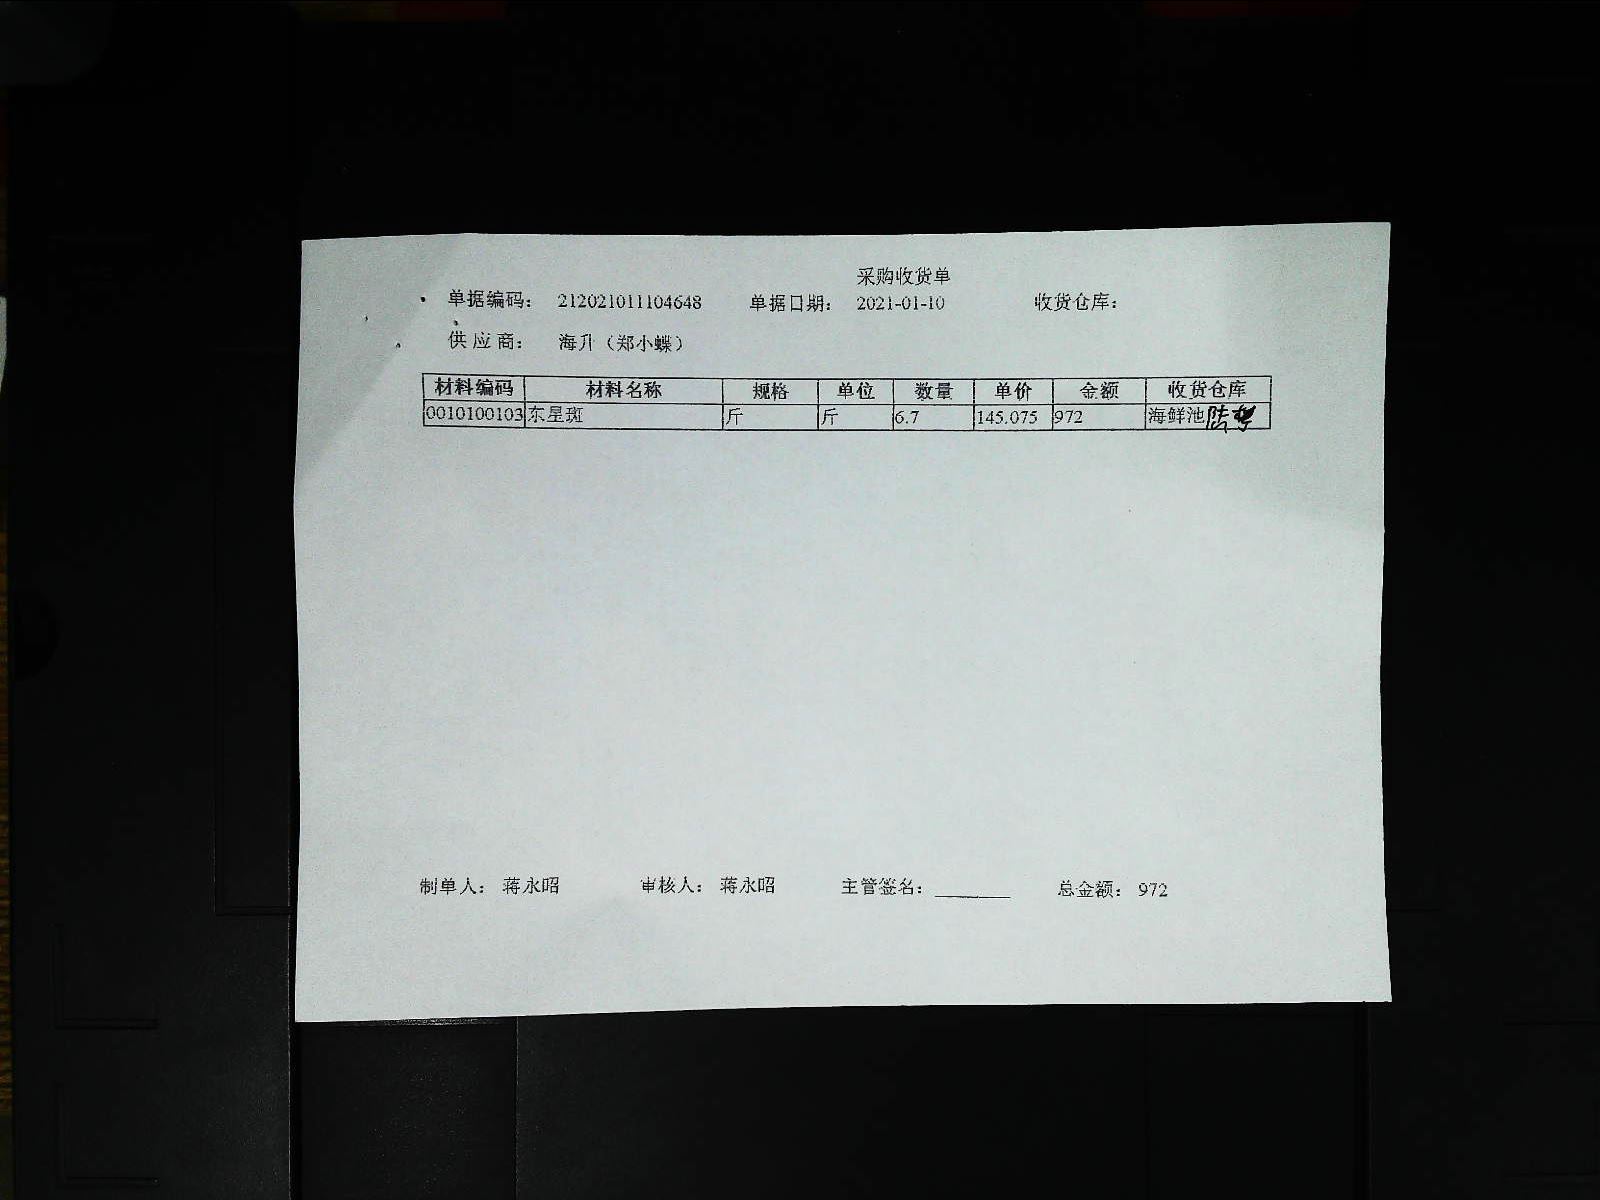 采购收货单
单据编码： 212021011104648 单据日期： 2021-01-10 收货仓库：
供应商： 海升（郑小蝶）
材料编码 材料名称 规格 单位 数量 单价 金额 收货仓库
0010100103 东星斑 斤 斤 6.7 145.075 972 海鲜池
制单人： 蒋永昭 审核人： 蒋永昭 主管签名： 总金额： 972